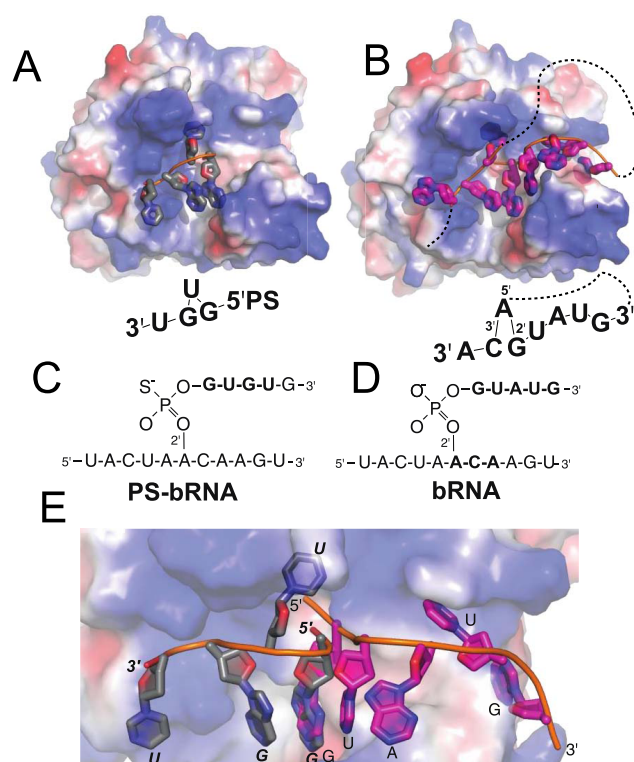 A
B
U
3'-U-G G 5'PS
5'
A
3' 2'
3'-A-C G U A U G 3'
C
D
S⁻ O-G-U-G-U-G-3'
P
O O
2'
5'-U-A-C-U-A-A-C-A-A-G-U-3'
PS-bRNA
O⁻ O-G-U-A-U-G-3'
P
O O
2'
5'-U-A-C-U-A-A-C-A-A-G-U-3'
bRNA
E
U
5'
5'
3'
U
G
G
G
U
A
U
G
3'